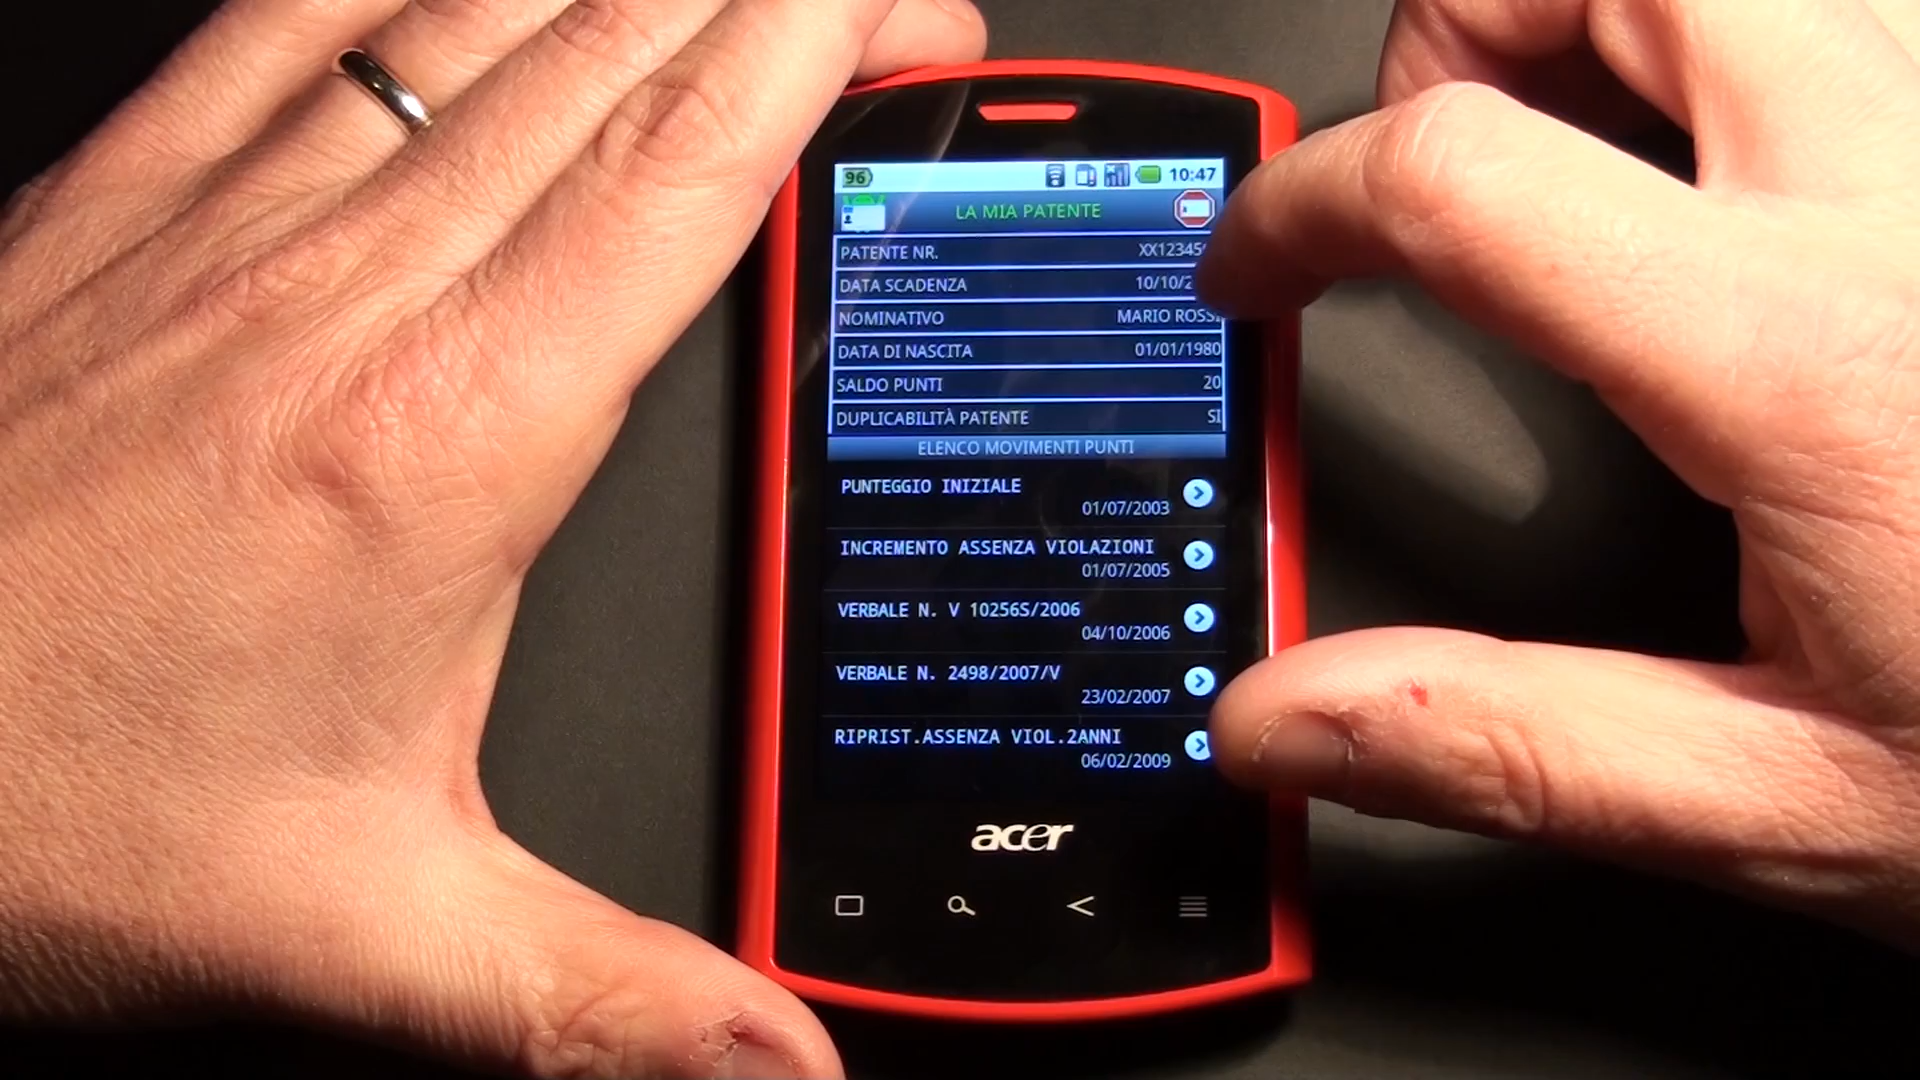 96 10:47
LA MIA PATENTE
PATENTE NR. XX12345
DATA SCADENZA 10/10/2
NOMINATIVO MARIO ROSSI
DATA DI NASCITA 01/01/1980
SALDO PUNTI 20
DUPLICABILITÀ PATENTE SI
ELENCO MOVIMENTI PUNTI
PUNTEGGIO INIZIALE
01/07/2003
INCREMENTO ASSENZA VIOLAZIONI
01/07/2005
VERBALE N. V 10256S/2006
04/10/2006
VERBALE N. 2498/2007/V
23/02/2007
RIPRIST.ASSENZA VIOL.2ANNI
06/02/2009
acer